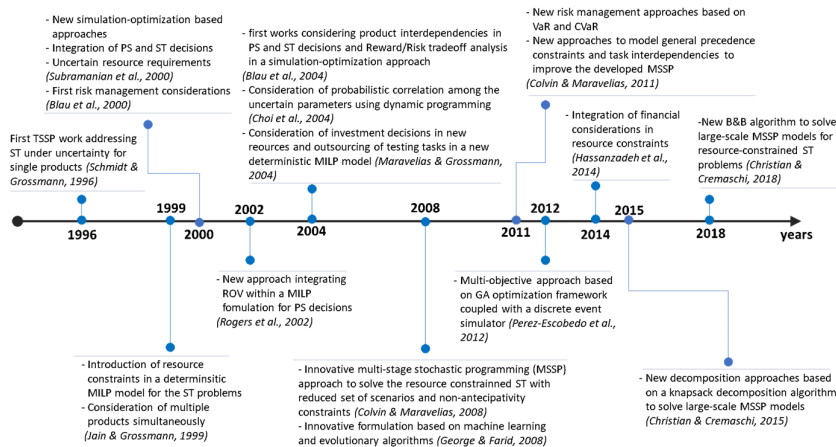 - New simulation-optimization based
approaches
- Integration of PS and ST decisions
- Uncertain resource requirements
(Subramanian et al., 2000)
- First risk management considerations
(Blau et al., 2000)
- first works considering product interdependencies in
PS and ST decisions and Reward/Risk tradeoff analysis
in a simulation-optimization approach
(Blau et al., 2004)
- Consideration of probabilistic correlation among the
uncertain parameters using dynamic programming
(Choi et al., 2004)
- Consideration of investment decisions in new
reources and outsourcing of testing tasks in a
new deterministic MILP model (Maravelias & Grossmann,
2004)
- New risk management approaches based on
VaR and CVaR
- New approaches to model general precedence
constraints and task interdependencies to
improve the developed MSSP
(Colvin & Maravelias, 2011)
- Integration of financial
considerations in
resource constraints
(Hassanzadeh et al.,
2014)
-New B&B algorithm to solve
large-scale MSSP models for
resource-constrained ST
problems (Christian &
Cremaschi, 2018)
First TSSP work addressing
ST under uncertainty for
single products (Schmidt &
Grossmann, 1996)
1996
1999
2000
2002
2004
2008
2011
2012
2014
2015
2018
years
- New approach integrating
ROV within a MILP
fomulation for PS decisions
(Rogers et al., 2002)
- Multi-objective approach based
on GA optimization framework
coupled with a discrete event
simulator (Perez-Escobedo et al.,
2012)
- Introduction of resource
constraints in a determinsitic
MILP model for the ST problems
- Consideration of multiple
products simultaneously
(Jain & Grossmann, 1999)
- Innovative multi-stage stochastic programming (MSSP)
approach to solve the resource constrainned ST with
reduced set of scenarios and non-antecipativity
constraints (Colvin & Maravelias, 2008)
- Innovative formulation based on machine learning
and evolutionary algorithms (George & Farid, 2008)
- New decomposition approaches based
on a knapsack decomposition algorithm
to solve large-scale MSSP models
(Christian & Cremaschi, 2015)